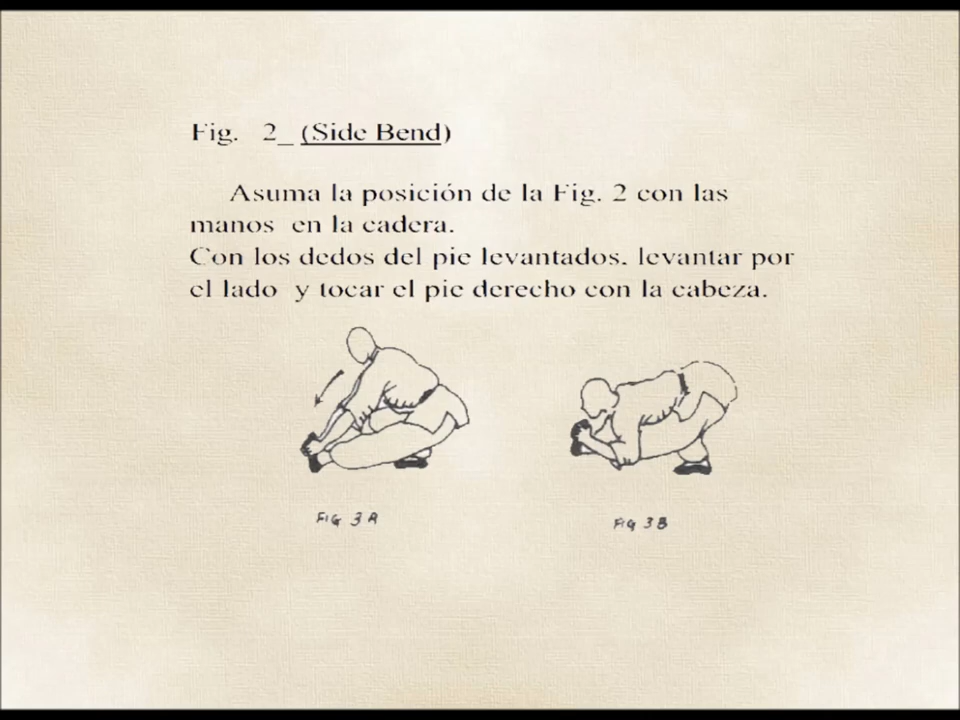 Fig. 2_ (Side Bend)
Asuma la posición de la Fig. 2 con las
manos en la cadera.
Con los dedos del pie levantados. levantar por
el lado y tocar el pie derecho con la cabeza.
FIG 3A
FIG 3B